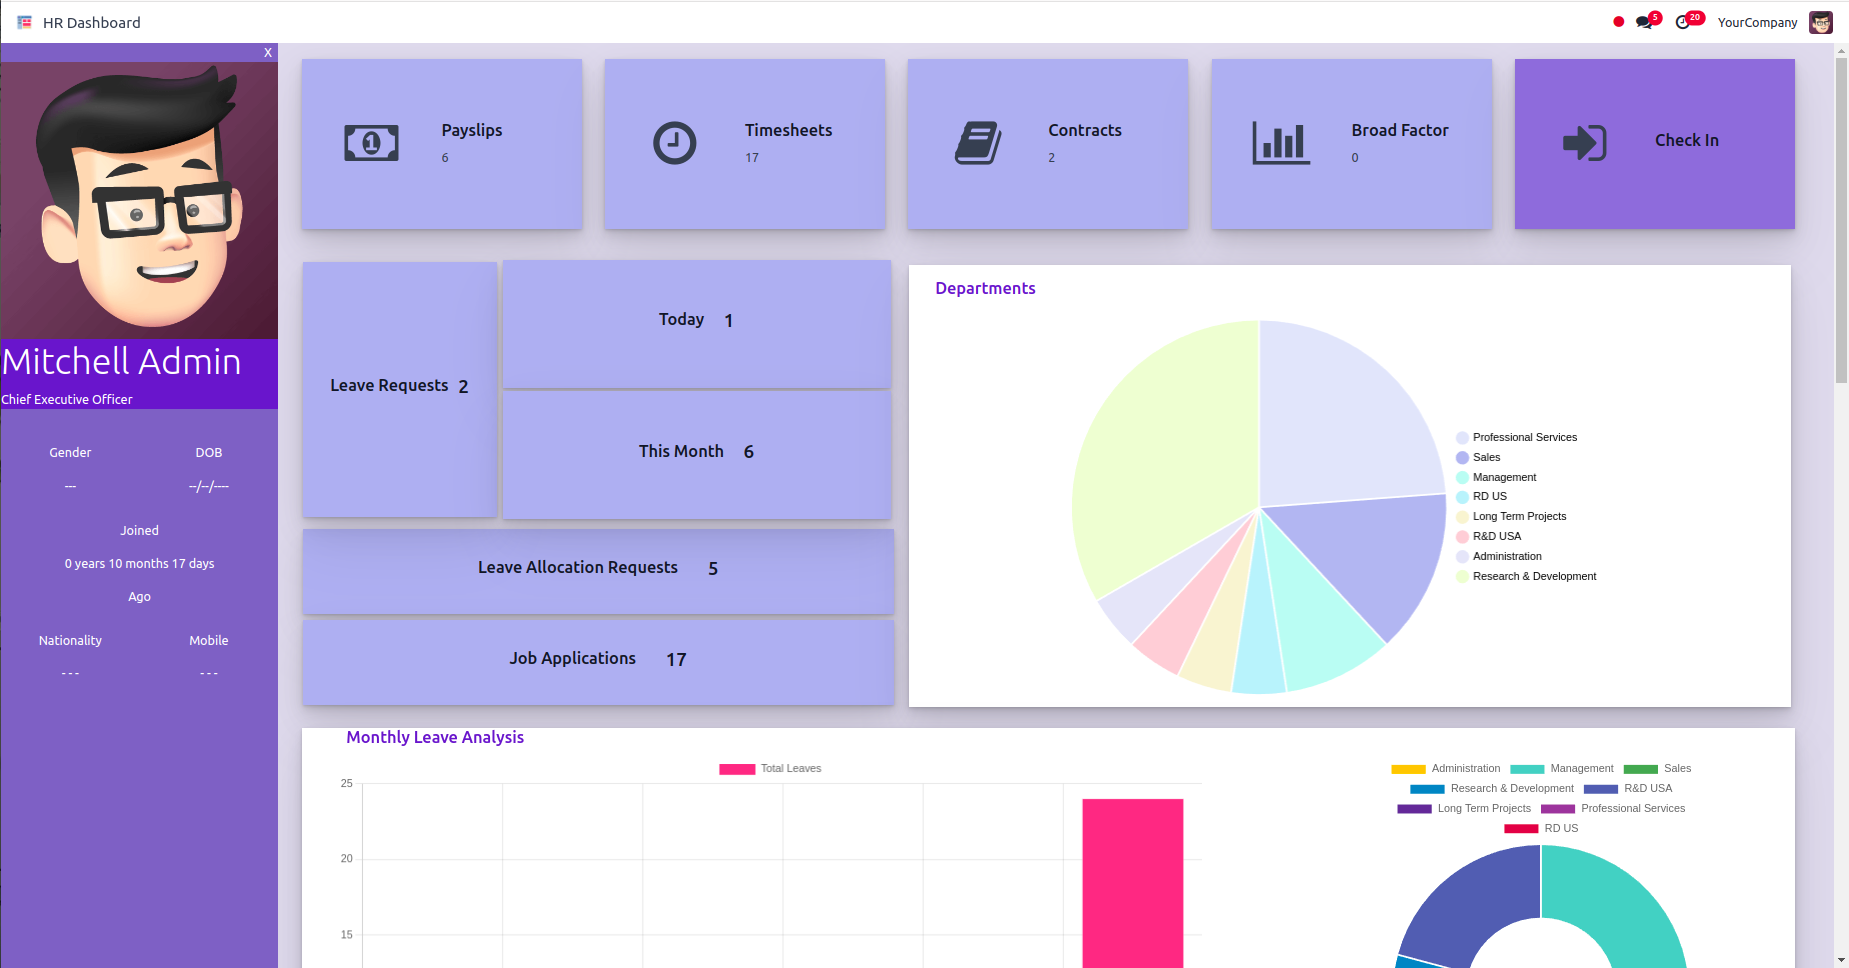 HR Dashboard
5
20
YourCompany
X
Mitchell Admin
Chief Executive Officer
Gender DOB
--- --/--/----
Joined
0 years 10 months 17 days
Ago
Nationality Mobile
--- ---
Payslips
6
Timesheets
17
Contracts
2
Broad Factor
0
Check In
Leave Requests 2
Today 1
This Month 6
Leave Allocation Requests 5
Job Applications 17
Departments
Professional Services
Sales
Management
RD US
Long Term Projects
R&D USA
Administration
Research & Development
Monthly Leave Analysis
Total Leaves
25
20
15
Administration Management Sales
Research & Development R&D USA
Long Term Projects Professional Services
RD US